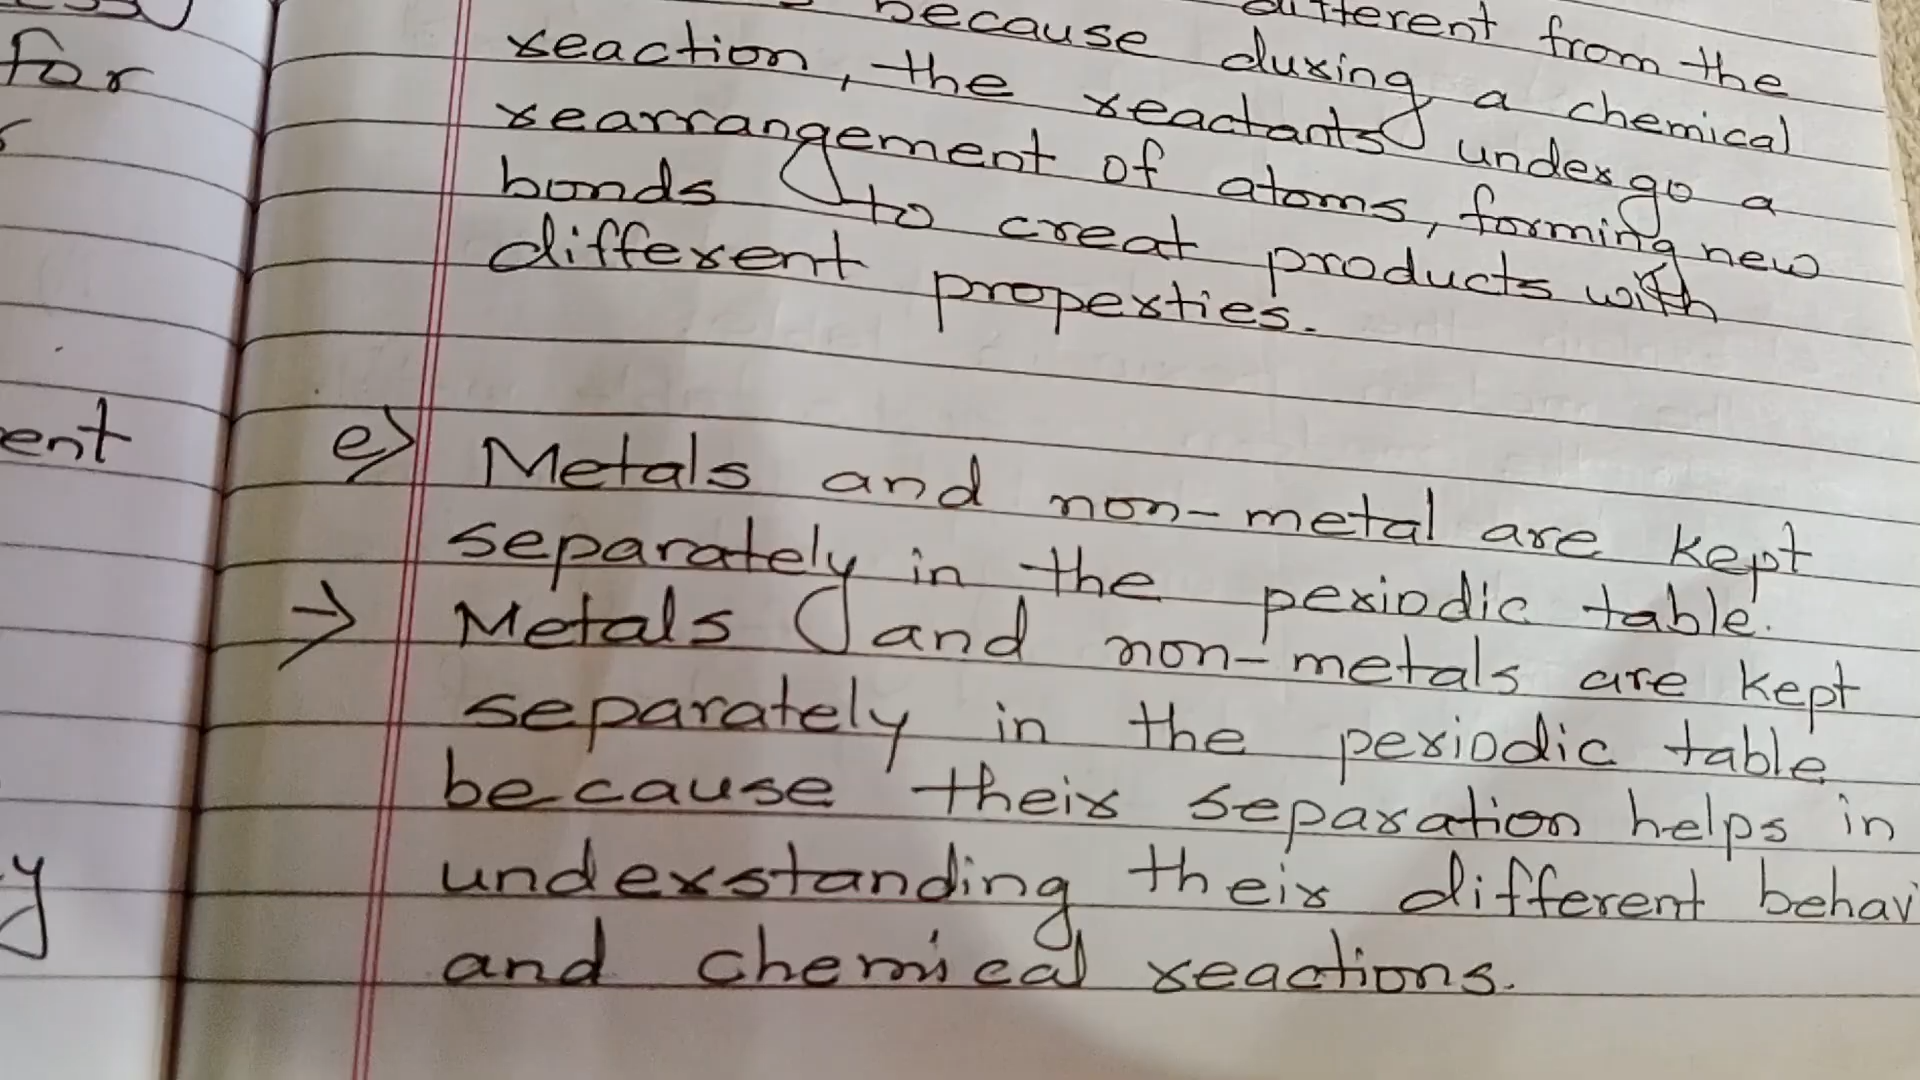 for
different from the
because during a chemical
reaction, the reactants undergo a
rearrangement of atoms, forming new
bonds to creat products with
different properties.
ent
e) Metals and non-metal are kept
separately in the periodic table.
→ Metals and non-metals are kept
separately in the periodic table
because their separation helps in
understanding their different behavi
and chemical reactions.
y